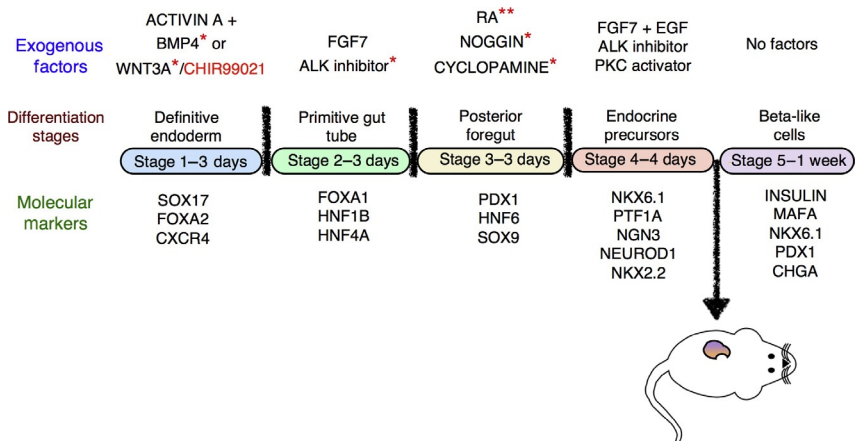 Exogenous
factors
ACTIVIN A +
BMP4* or
WNT3A*/CHIR99021
FGF7
ALK inhibitor*
RA**
NOGGIN*
CYCLOPAMINE*
FGF7 + EGF
ALK inhibitor
PKC activator
No factors
Differentiation
stages
Definitive
endoderm
Stage 1–3 days
Primitive gut
tube
Stage 2–3 days
Posterior
foregut
Stage 3–3 days
Endocrine
precursors
Stage 4–4 days
Beta-like
cells
Stage 5–1 week
Molecular
markers
SOX17
FOXA2
CXCR4
FOXA1
HNF1B
HNF4A
PDX1
HNF6
SOX9
NKX6.1
PTF1A
NGN3
NEUROD1
NKX2.2
INSULIN
MAFA
NKX6.1
PDX1
CHGA